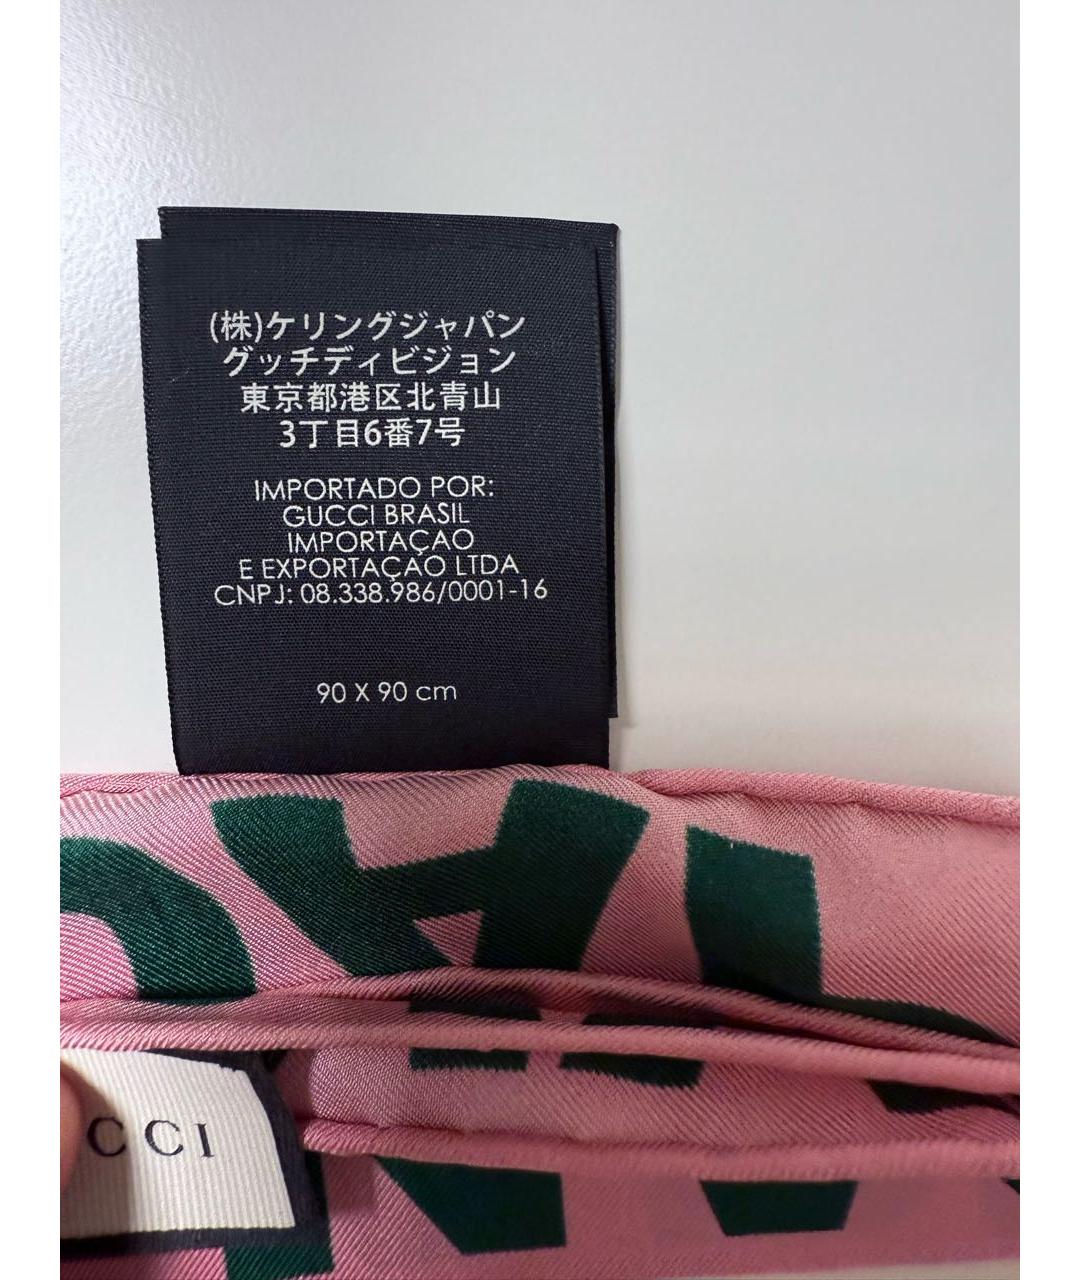 (株)ケリングジャパン
グッチディビジョン
東京都港区北青山
3丁目6番7号
IMPORTADO POR:
GUCCI BRASIL
IMPORTAÇAO
E EXPORTAÇAO LTDA
CNPJ: 08.338.986/0001-16
90 X 90 cm
CCI